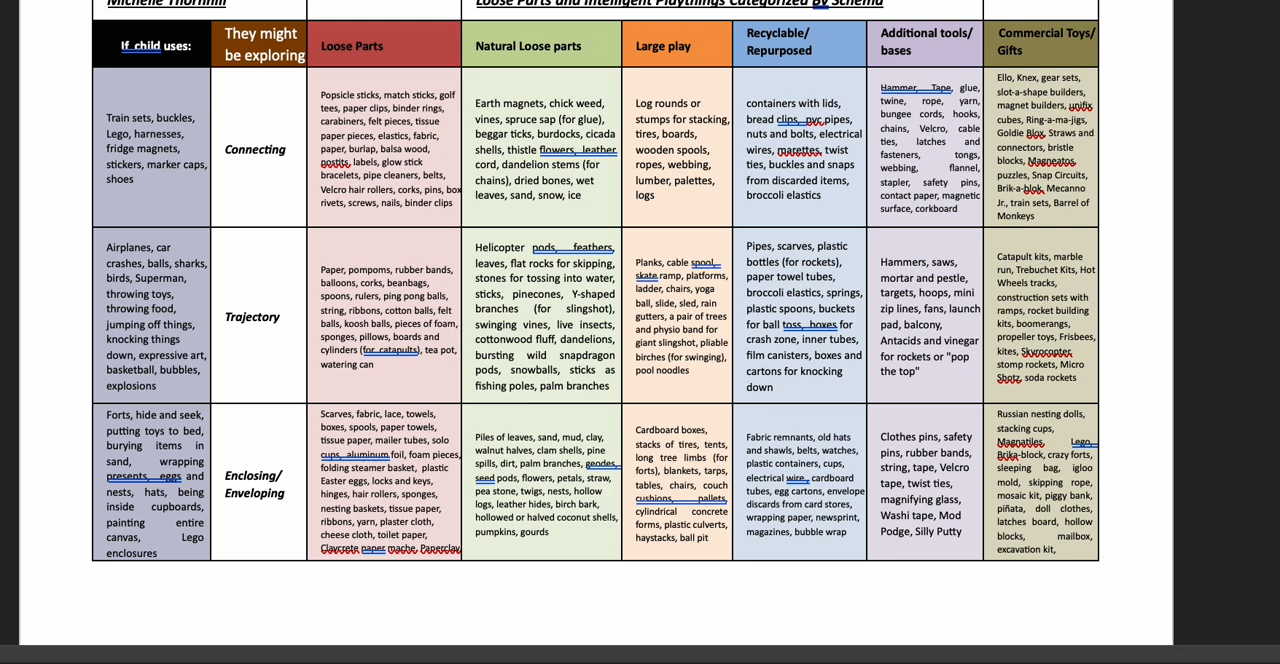 Michelle Thornhill
Loose Parts and Intelligent Playthings Categorized By Schema
If child uses:
They might
be exploring
Loose Parts
Natural Loose parts
Large play
Recyclable/
Repurposed
Additional tools/
bases
Commercial Toys/
Gifts
Train sets, buckles,
Lego, harnesses,
fridge magnets,
stickers, marker caps,
shoes
Connecting
Popsicle sticks, match sticks, golf
tees, paper clips, binder rings,
carabiners, felt pieces, tissue
paper pieces, elastics, fabric,
paper, burlap, balsa wood,
postits, labels, glow stick
bracelets, pipe cleaners, belts,
Velcro hair rollers, corks, pins, box
rivets, screws, nails, binder clips
Earth magnets, chick weed,
vines, spruce sap (for glue),
beggar ticks, burdocks, cicada
shells, thistle flowers, leather
cord, dandelion stems (for
chains), dried bones, wet
leaves, sand, snow, ice
Log rounds or
stumps for stacking,
tires, boards,
wooden spools,
ropes, webbing,
lumber, palettes,
logs
containers with lids,
bread clips, pvc pipes,
nuts and bolts, electrical
wires, marettes, twist
ties, buckles and snaps
from discarded items,
broccoli elastics
Hammer, Tape, glue,
twine, rope, yarn,
bungee cords, hooks,
chains, Velcro, cable
ties, latches and
fasteners, tongs,
webbing, flannel,
stapler, safety pins,
contact paper, magnetic
surface, corkboard
Ello, Knex, gear sets,
slot-a-shape builders,
magnet builders, unifix
cubes, Ring-a-ma-jigs,
Goldie Blox, Straws and
connectors, bristle
blocks, Magneatos,
puzzles, Snap Circuits,
Brik-a-blok, Mecanno
Jr., train sets, Barrel of
Monkeys
Airplanes, car
crashes, balls, sharks,
birds, Superman,
throwing toys,
throwing food,
jumping off things,
knocking things
down, expressive art,
basketball, bubbles,
explosions
Trajectory
Paper, pompoms, rubber bands,
balloons, corks, beanbags,
spoons, rulers, ping pong balls,
string, ribbons, cotton balls, felt
balls, koosh balls, pieces of foam,
sponges, pillows, boards and
cylinders (for catapults), tea pot,
watering can
Helicopter pods, feathers,
leaves, flat rocks for skipping,
stones for tossing into water,
sticks, pinecones, Y-shaped
branches (for slingshot),
swinging vines, live insects,
cottonwood fluff, dandelions,
bursting wild snapdragon
pods, snowballs, sticks as
fishing poles, palm branches
Planks, cable spool,
skate ramp, platforms,
ladder, chairs, yoga
ball, slide, sled, rain
gutters, a pair of trees
and physio band for
giant slingshot, pliable
birches (for swinging),
pool noodles
Pipes, scarves, plastic
bottles (for rockets),
paper towel tubes,
broccoli elastics, springs,
plastic spoons, buckets
for ball toss, boxes for
crash zone, inner tubes,
film canisters, boxes and
cartons for knocking
down
Hammers, saws,
mortar and pestle,
targets, hoops, mini
zip lines, fans, launch
pad, balcony,
Antacids and vinegar
for rockets or "pop
the top"
Catapult kits, marble
run, Trebuchet Kits, Hot
Wheels tracks,
construction sets with
ramps, rocket building
kits, boomerangs,
propeller toys, Frisbees,
kites, Skyrocopter,
stomp rockets, Micro
Shotz, soda rockets
Forts, hide and seek,
putting toys to bed,
burying items in
sand, wrapping
presents, eggs and
nests, hats, being
inside cupboards,
painting entire
canvas, Lego
enclosures
Enclosing/
Enveloping
Scarves, fabric, lace, towels,
boxes, spools, paper towels,
tissue paper, mailer tubes, solo
cups, aluminum foil, foam pieces,
folding steamer basket, plastic
Easter eggs, locks and keys,
hinges, hair rollers, sponges,
nesting baskets, tissue paper,
ribbons, yarn, plaster cloth,
cheese cloth, toilet paper,
Claycrete paper mache, Paperclay
Piles of leaves, sand, mud, clay,
walnut halves, clam shells, pine
spills, dirt, palm branches, geodes,
seed pods, flowers, petals, straw,
pea stone, twigs, nests, hollow
logs, leather hides, birch bark,
hollowed or halved coconut shells,
pumpkins, gourds
Cardboard boxes,
stacks of tires, tents,
long tree limbs (for
forts), blankets, tarps,
tables, chairs, couch
cushions, pallets,
cylindrical concrete
forms, plastic culverts,
haystacks, ball pit
Fabric remnants, old hats
and shawls, belts, watches,
plastic containers, cups,
electrical wire, cardboard
tubes, egg cartons, envelope
discards from card stores,
wrapping paper, newsprint,
magazines, bubble wrap
Clothes pins, safety
pins, rubber bands,
string, tape, Velcro
tape, twist ties,
magnifying glass,
Washi tape, Mod
Podge, Silly Putty
Russian nesting dolls,
stacking cups,
Magnatiles, Lego,
Brika-block, crazy forts,
sleeping bag, igloo
mold, skipping rope,
mosaic kit, piggy bank,
piñata, doll clothes,
latches board, hollow
blocks, mailbox,
excavation kit,